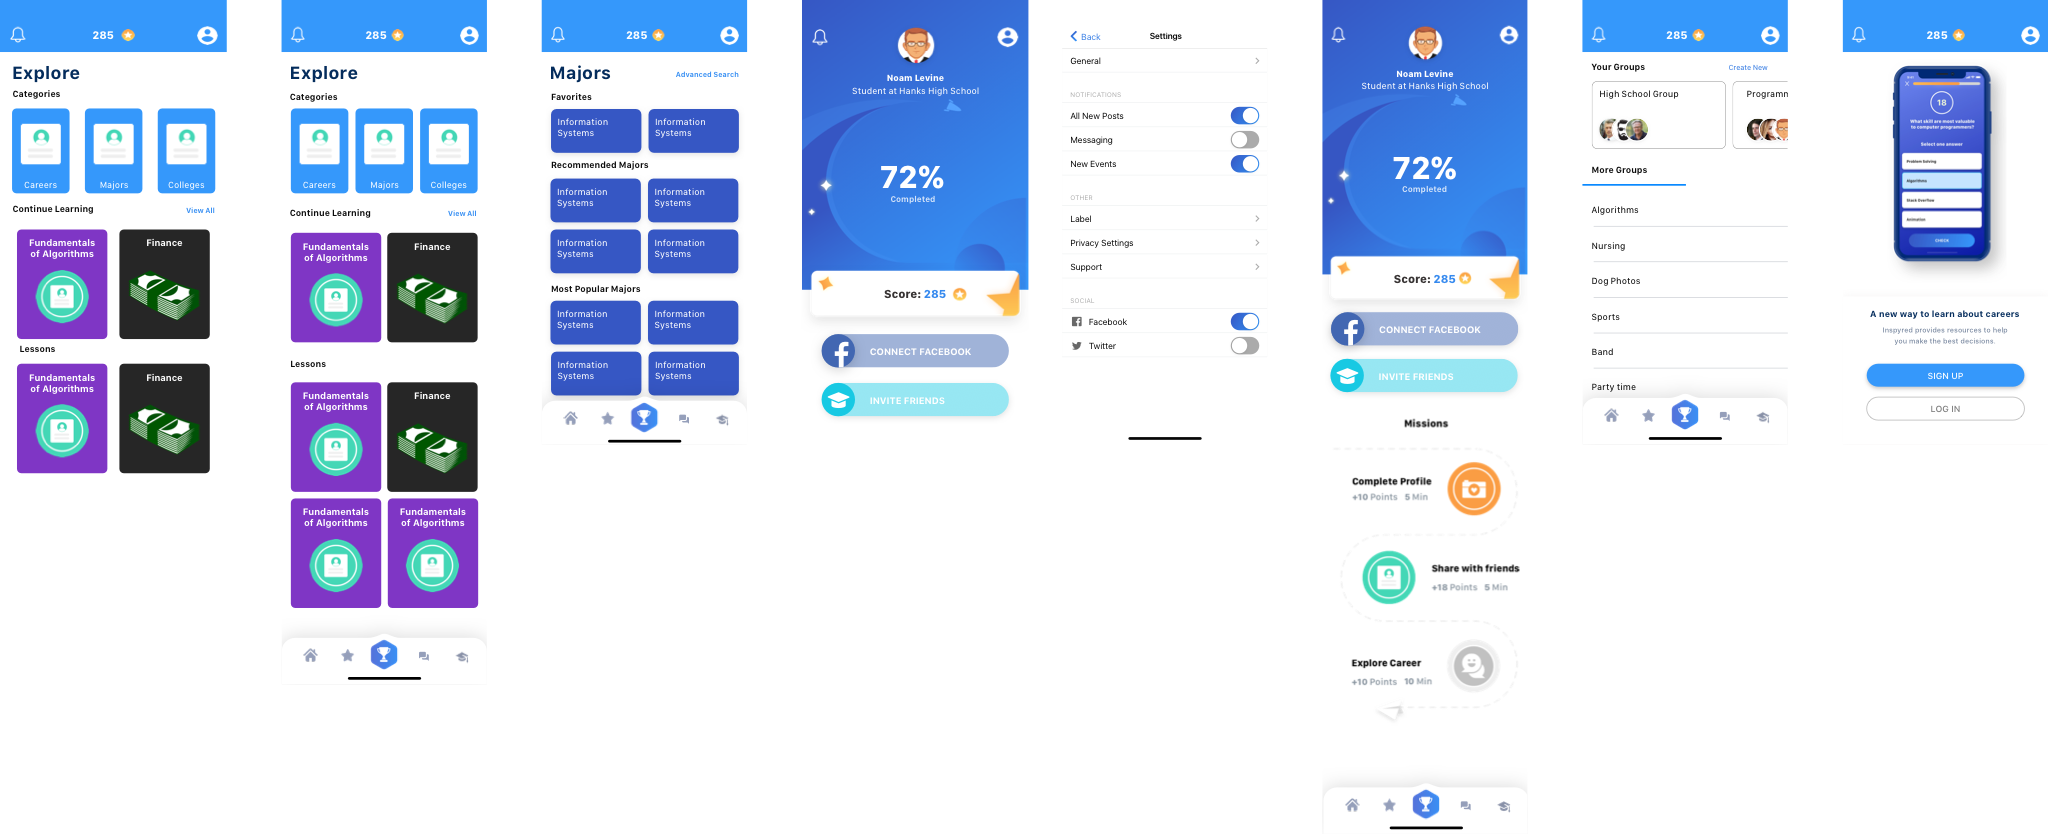 285
Explore
Categories
Careers
Majors
Colleges
Continue Learning
View All
Fundamentals
of Algorithms
Finance
Lessons
Fundamentals
of Algorithms
Finance
285
Explore
Categories
Careers
Majors
Colleges
Continue Learning
View All
Fundamentals
of Algorithms
Finance
Lessons
Fundamentals
of Algorithms
Finance
Fundamentals
of Algorithms
Fundamentals
of Algorithms
285
Majors
Advanced Search
Favorites
Information
Systems
Information
Systems
Recommended Majors
Information
Systems
Information
Systems
Information
Systems
Information
Systems
Most Popular Majors
Information
Systems
Information
Systems
Information
Systems
Information
Systems
Noam Levine
Student at Hanks High School
72%
Completed
Score: 285
CONNECT FACEBOOK
INVITE FRIENDS
Back
Settings
General
NOTIFICATIONS
All New Posts
Messaging
New Events
OTHER
Label
Privacy Settings
Support
SOCIAL
Facebook
Twitter
Noam Levine
Student at Hanks High School
72%
Completed
Score: 285
CONNECT FACEBOOK
INVITE FRIENDS
Missions
Complete Profile
+10 Points 5 Min
Share with friends
+18 Points 5 Min
Explore Career
+10 Points 10 Min
285
Your Groups
Create New
High School Group
Programm
More Groups
Algorithms
Nursing
Dog Photos
Sports
Band
Party time
285
18
What skill are most valuable
to computer programmers?
Select one answer
Problem Solving
Algorithms
Stack Overflow
Animation
CHECK
A new way to learn about careers
Inspyred provides resources to help
you make the best decisions.
SIGN UP
LOG IN